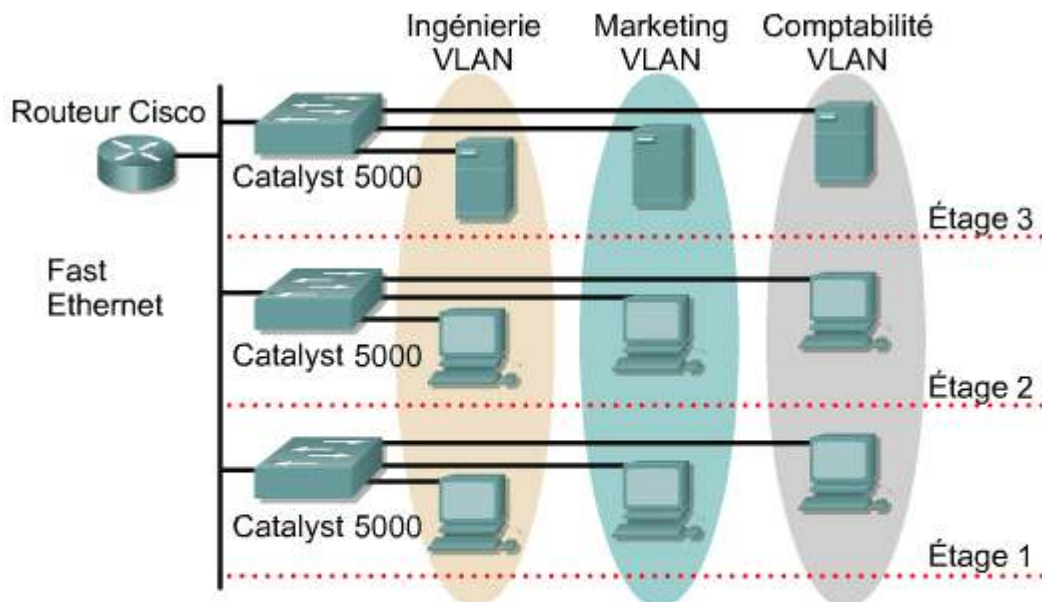 Ingénierie
VLAN
Marketing
VLAN
Comptabilité
VLAN
Routeur Cisco
Catalyst 5000
Étage 3
Fast
Ethernet
Catalyst 5000
Étage 2
Catalyst 5000
Étage 1